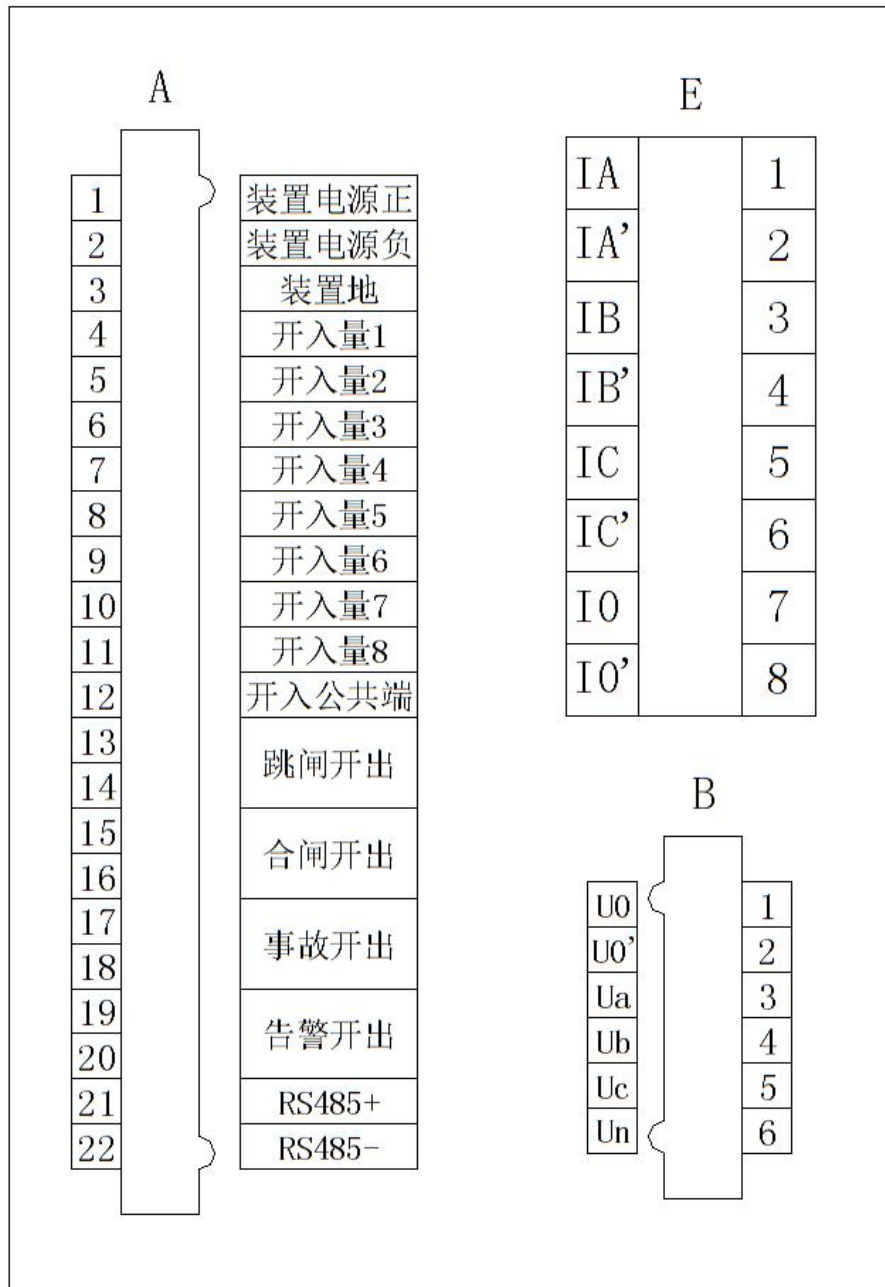 A
1 装置电源正
2 装置电源负
3 装置地
4 开入量1
5 开入量2
6 开入量3
7 开入量4
8 开入量5
9 开入量6
10 开入量7
11 开入量8
12 开入公共端
13
跳闸开出
14
15
合闸开出
16
17
事故开出
18
19
告警开出
20
21 RS485+
22 RS485-
E
IA 1
IA' 2
IB 3
IB' 4
IC 5
IC' 6
I0 7
I0' 8
B
U0 1
U0' 2
Ua 3
Ub 4
Uc 5
Un 6